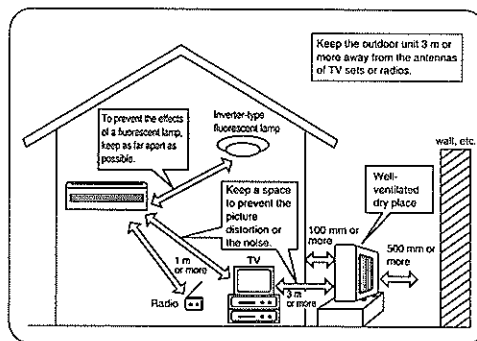 Keep the outdoor unit 3 m or
more away from the antennas
of TV sets or radios.
To prevent the effects
of a fluorescent lamp,
keep as far apart as
possible.
Inverter-type
fluorescent lamp
wall, etc.
Keep a space
to prevent the
picture
distortion or
the noise.
Well-
ventilated
dry place
100 mm or
more
500 mm or
more
1 m
or more
TV
3 m
or more
Radio